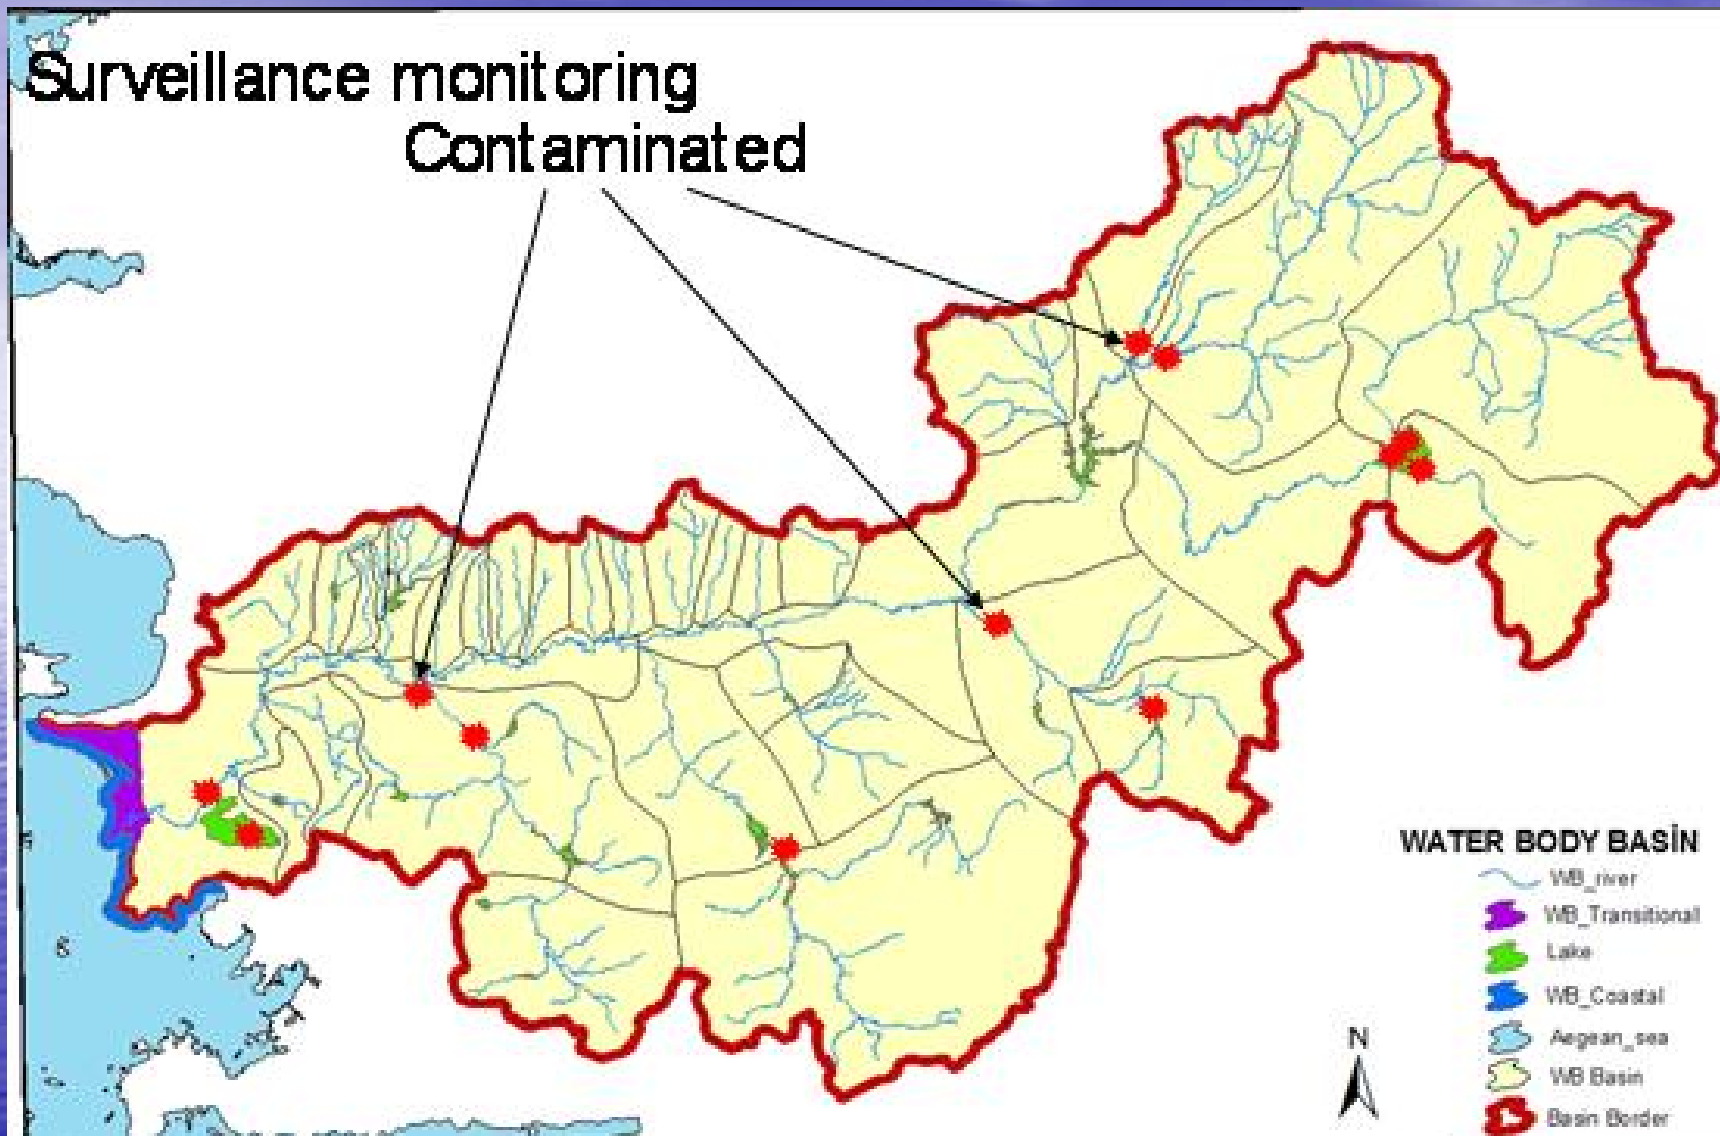 Surveillance monitoring
Contaminated
WATER BODY BASİN
WB_river
WB_Transitional
Lake
WB_Coastal
Aegean_sea
WB Basin
Basin Border
N